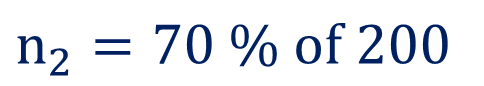 n₂ = 70 % of 200